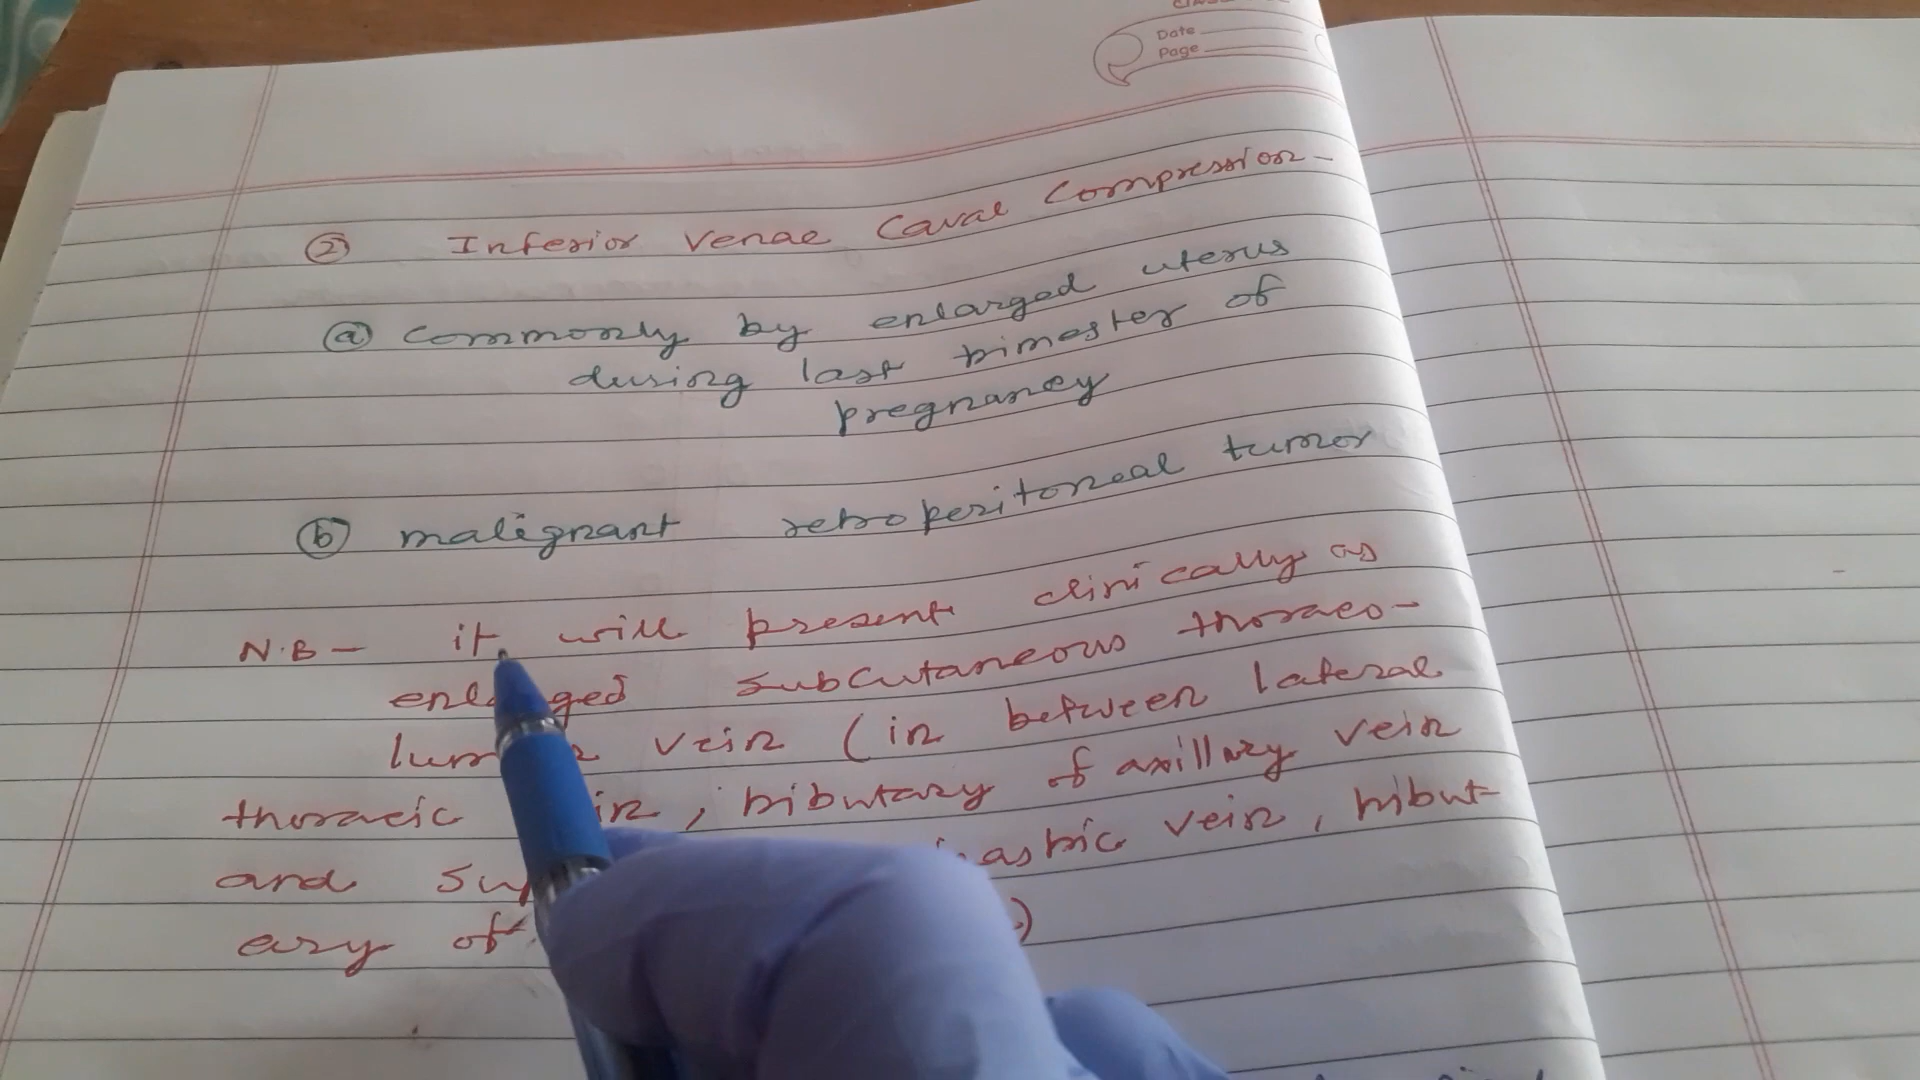 Date
Page
② Inferior Venae Caval Compression -
ⓐ Commonly by enlarged uterus
during last trimester of
pregnancy
ⓑ malignant retroperitoneal tumor
N.B - it will present clinically as
enlarged subcutaneous thoraco-
vein (in between lateral
thoracic , tributary of axillary vein
and vein, tribut-
ary of )